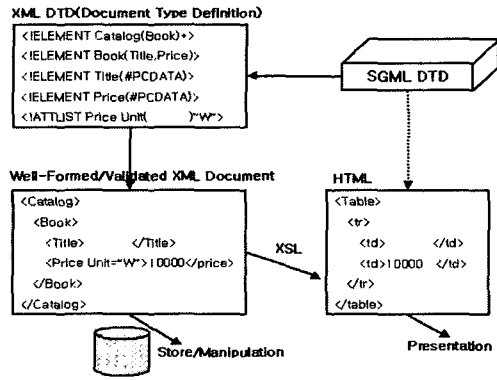 XML DTD(Document Type Definition)
<!ELEMENT Catalog(Book)+>
<!ELEMENT Book(Title,Price)>
<!ELEMENT Title(#PCDATA)>
<!ELEMENT Price(#PCDATA)>
<!ATTLIST Price Unit( )"W">
SGML DTD
Well-Formed/Validated XML Document
<Catalog>
<Book>
<Title> </Title>
<Price Unit="W">10000</price>
</Book>
</Catalog>
XSL
HTML
<Table>
<tr>
<td> </td>
<td>10000 </td>
</tr>
</table>
Store/Manipulation
Presentation